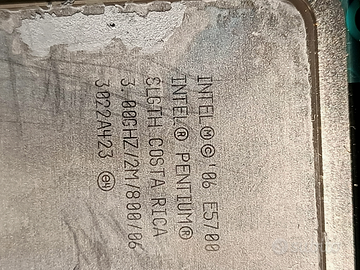 INTEL Ⓜ © '06 E5700
INTEL® PENTIUM®
SLGTH COSTA RICA
3.00GHZ/2M/800/06
3022A423 e4